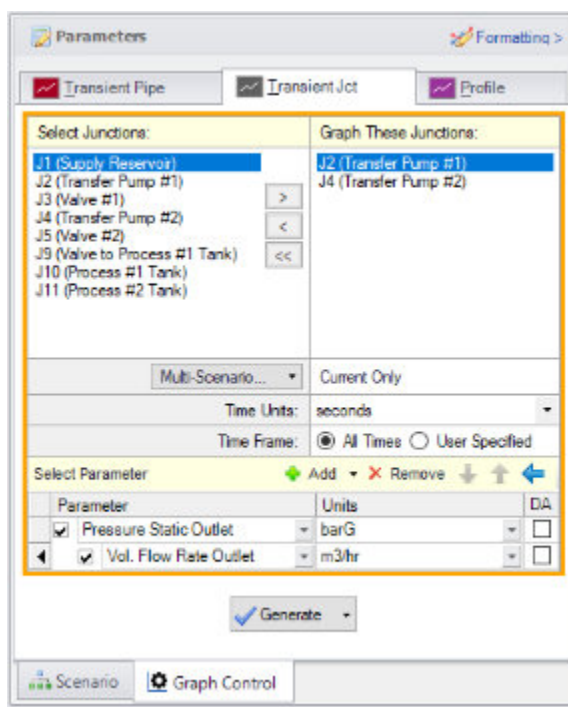 Parameters
Formatting >
Transient Pipe
Transient Jct
Profile
Select Junctions:
Graph These Junctions:
J1 (Supply Reservoir)
J2 (Transfer Pump #1)
J3 (Valve #1)
J4 (Transfer Pump #2)
J5 (Valve #2)
J9 (Valve to Process #1 Tank)
J10 (Process #1 Tank)
J11 (Process #2 Tank)
>
<
<<
J2 (Transfer Pump #1)
J4 (Transfer Pump #2)
Multi-Scenario...
Current Only
Time Units:
seconds
Time Frame:
All Times
User Specified
Select Parameter
Add
Remove
Parameter
Units
DA
Pressure Static Outlet
barG
Vol. Flow Rate Outlet
m3/hr
Generate
Scenario
Graph Control